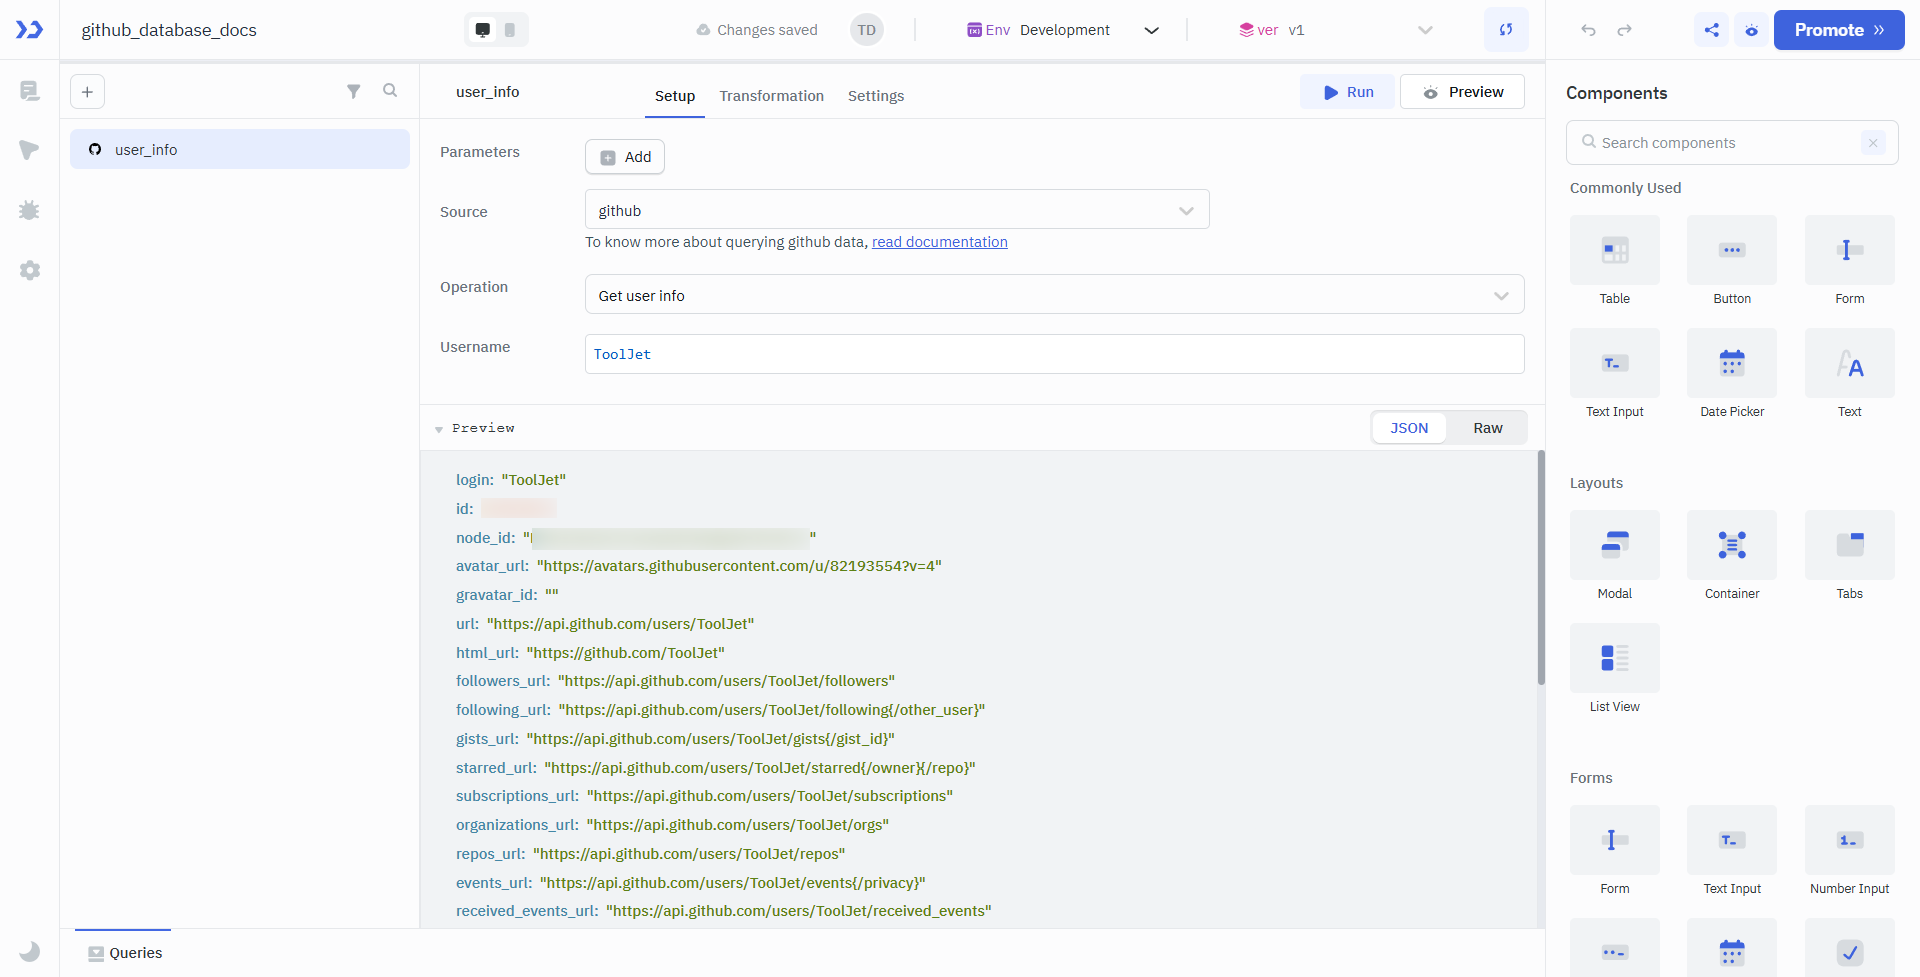 github_database_docs
Changes saved
TD
Env Development
ver v1
Promote »
user_info
user_info
Setup
Transformation
Settings
Run
Preview
Parameters
Add
Source
github
To know more about querying github data, read documentation
Operation
Get user info
Username
ToolJet
Preview
JSON
Raw
login: "ToolJet"
id:
node_id: " "
avatar_url: "https://avatars.githubusercontent.com/u/82193554?v=4"
gravatar_id: ""
url: "https://api.github.com/users/ToolJet"
html_url: "https://github.com/ToolJet"
followers_url: "https://api.github.com/users/ToolJet/followers"
following_url: "https://api.github.com/users/ToolJet/following{/other_user}"
gists_url: "https://api.github.com/users/ToolJet/gists{/gist_id}"
starred_url: "https://api.github.com/users/ToolJet/starred{/owner}{/repo}"
subscriptions_url: "https://api.github.com/users/ToolJet/subscriptions"
organizations_url: "https://api.github.com/users/ToolJet/orgs"
repos_url: "https://api.github.com/users/ToolJet/repos"
events_url: "https://api.github.com/users/ToolJet/events{/privacy}"
received_events_url: "https://api.github.com/users/ToolJet/received_events"
Queries
Components
Search components
Commonly Used
Table
Button
Form
Text Input
Date Picker
Text
Layouts
Modal
Container
Tabs
List View
Forms
Form
Text Input
Number Input